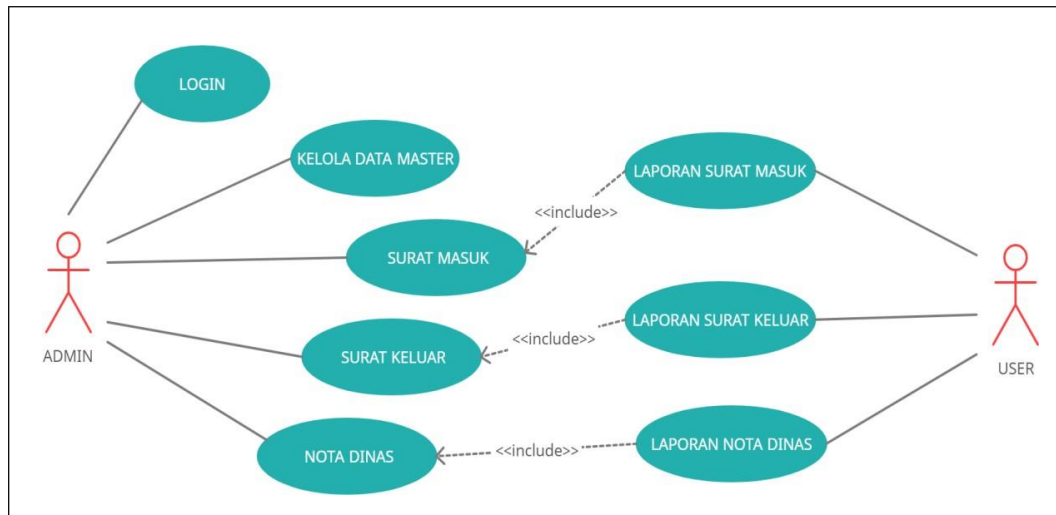 LOGIN
KELOLA DATA MASTER
LAPORAN SURAT MASUK
<<include>>
SURAT MASUK
LAPORAN SURAT KELUAR
<<include>>
SURAT KELUAR
ADMIN
USER
LAPORAN NOTA DINAS
<<include>>
NOTA DINAS